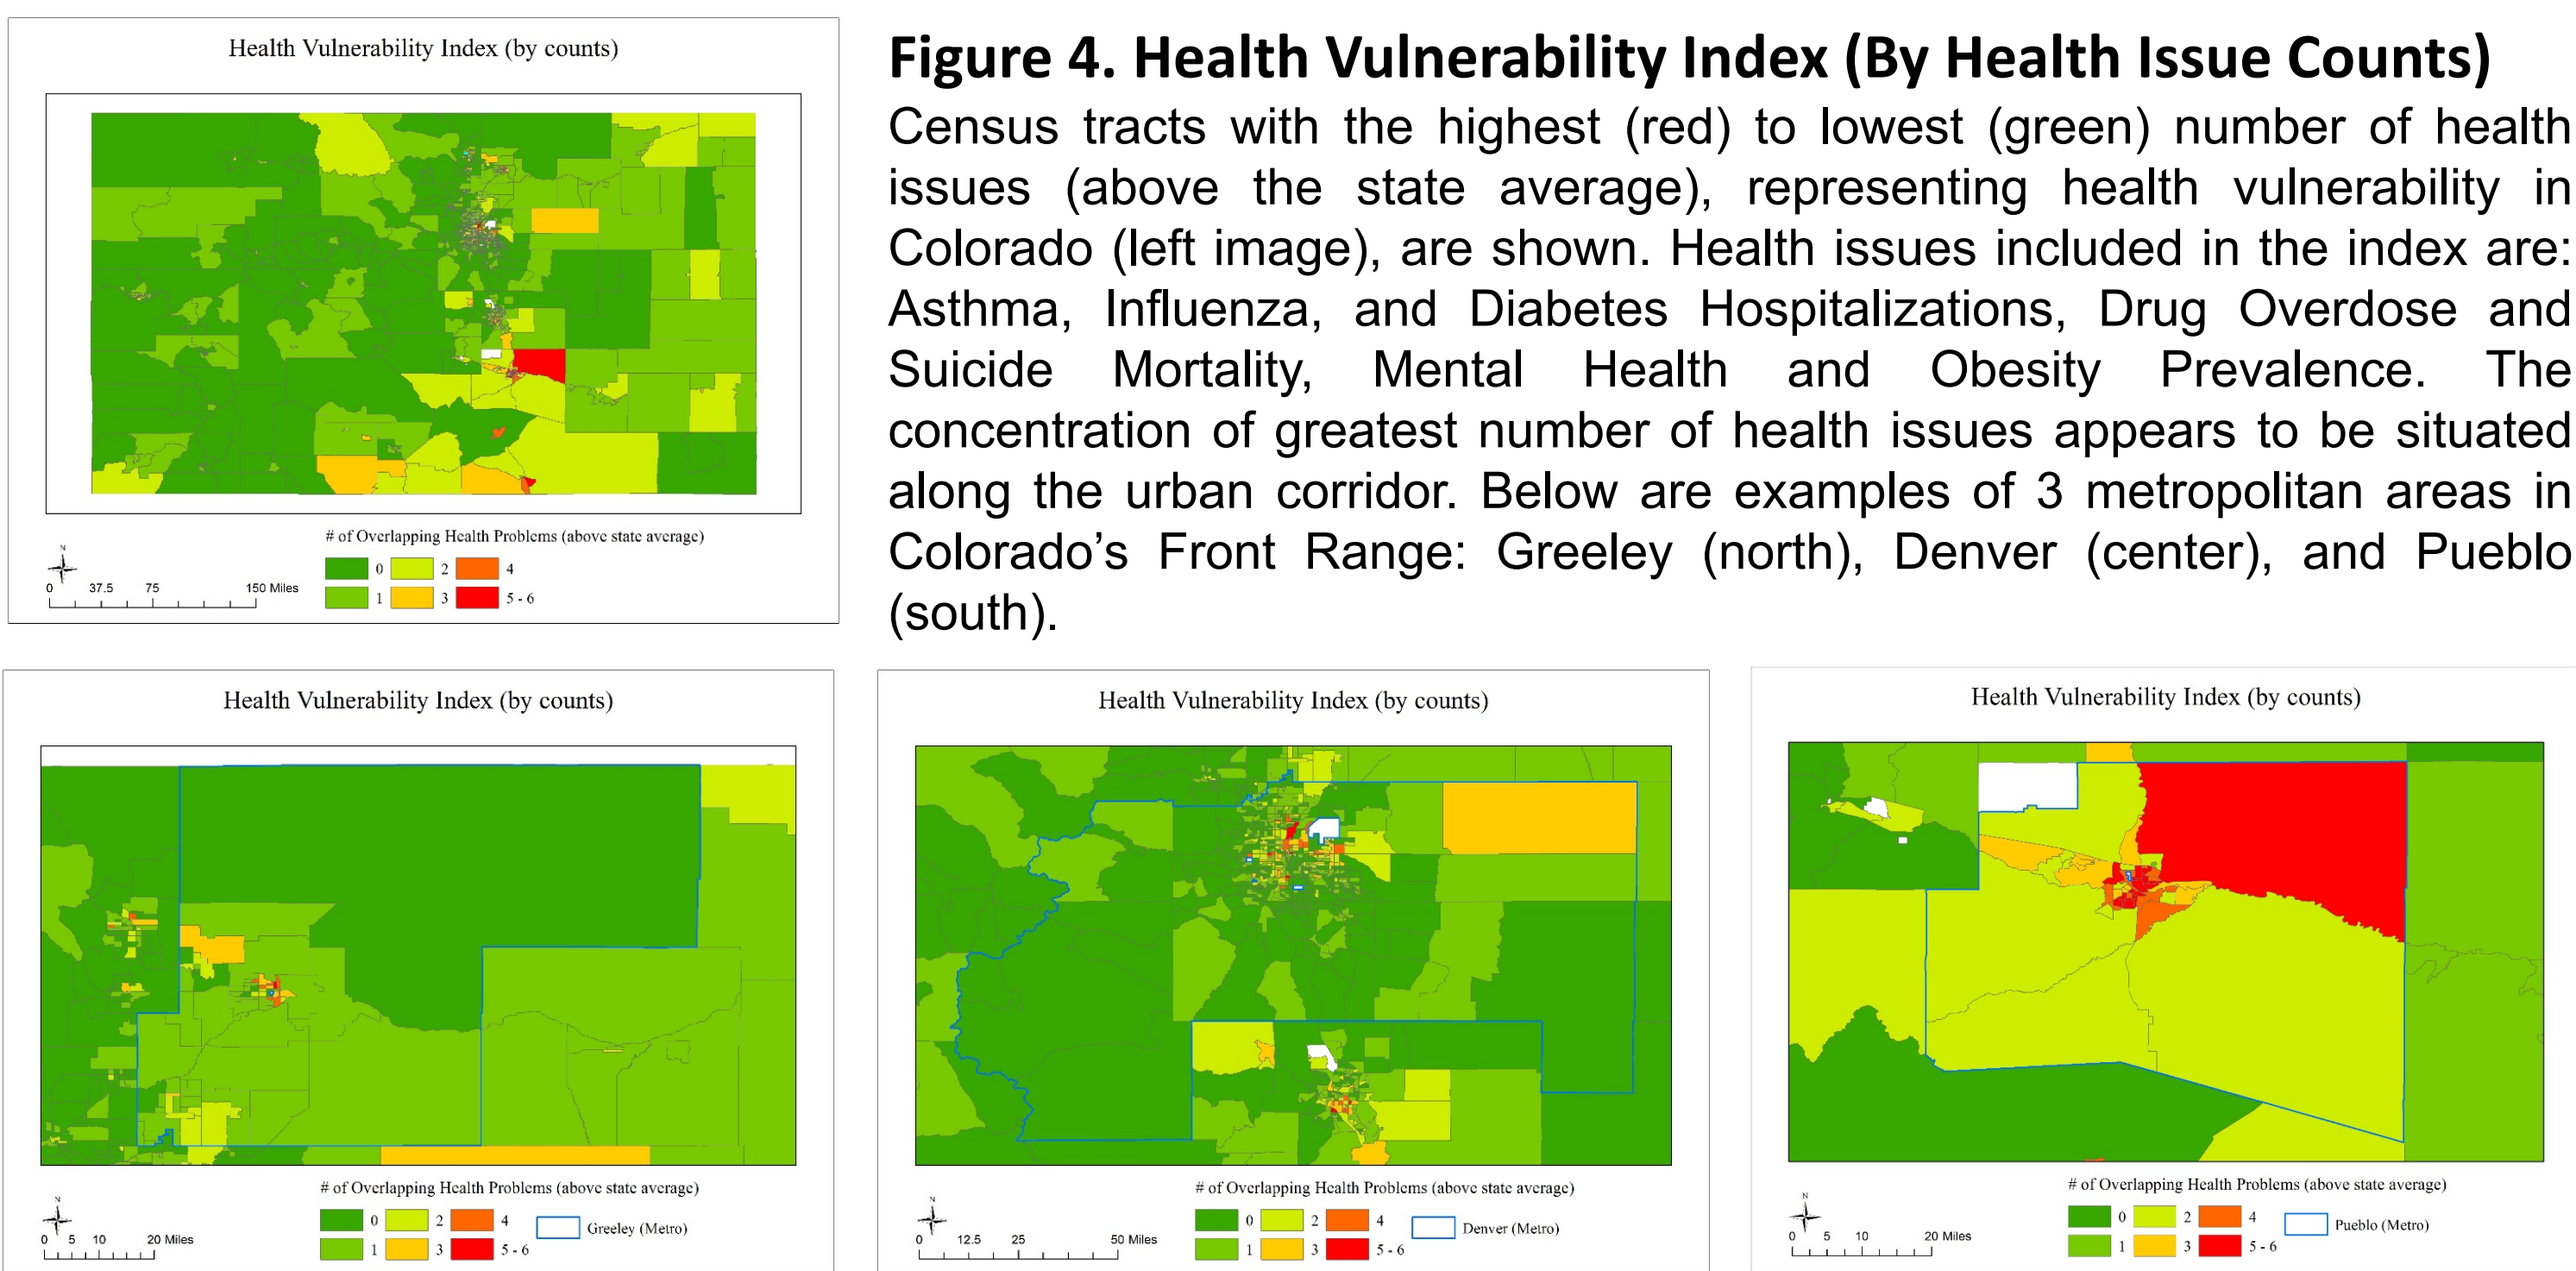 Health Vulnerability Index (by counts)
N
0 37.5 75 150 Miles
# of Overlapping Health Problems (above state average)
0 2 4
1 3 5 - 6
Figure 4. Health Vulnerability Index (By Health Issue Counts)
Census tracts with the highest (red) to lowest (green) number of health
issues (above the state average), representing health vulnerability in
Colorado (left image), are shown. Health issues included in the index are:
Asthma, Influenza, and Diabetes Hospitalizations, Drug Overdose and
Suicide Mortality, Mental Health and Obesity Prevalence. The
concentration of greatest number of health issues appears to be situated
along the urban corridor. Below are examples of 3 metropolitan areas in
Colorado’s Front Range: Greeley (north), Denver (center), and Pueblo
(south).
Health Vulnerability Index (by counts)
N
0 5 10 20 Miles
# of Overlapping Health Problems (above state average)
0 2 4 Greeley (Metro)
1 3 5 - 6
Health Vulnerability Index (by counts)
N
0 12.5 25 50 Miles
# of Overlapping Health Problems (above state average)
0 2 4 Denver (Metro)
1 3 5 - 6
Health Vulnerability Index (by counts)
N
0 5 10 20 Miles
# of Overlapping Health Problems (above state average)
0 2 4 Pueblo (Metro)
1 3 5 - 6